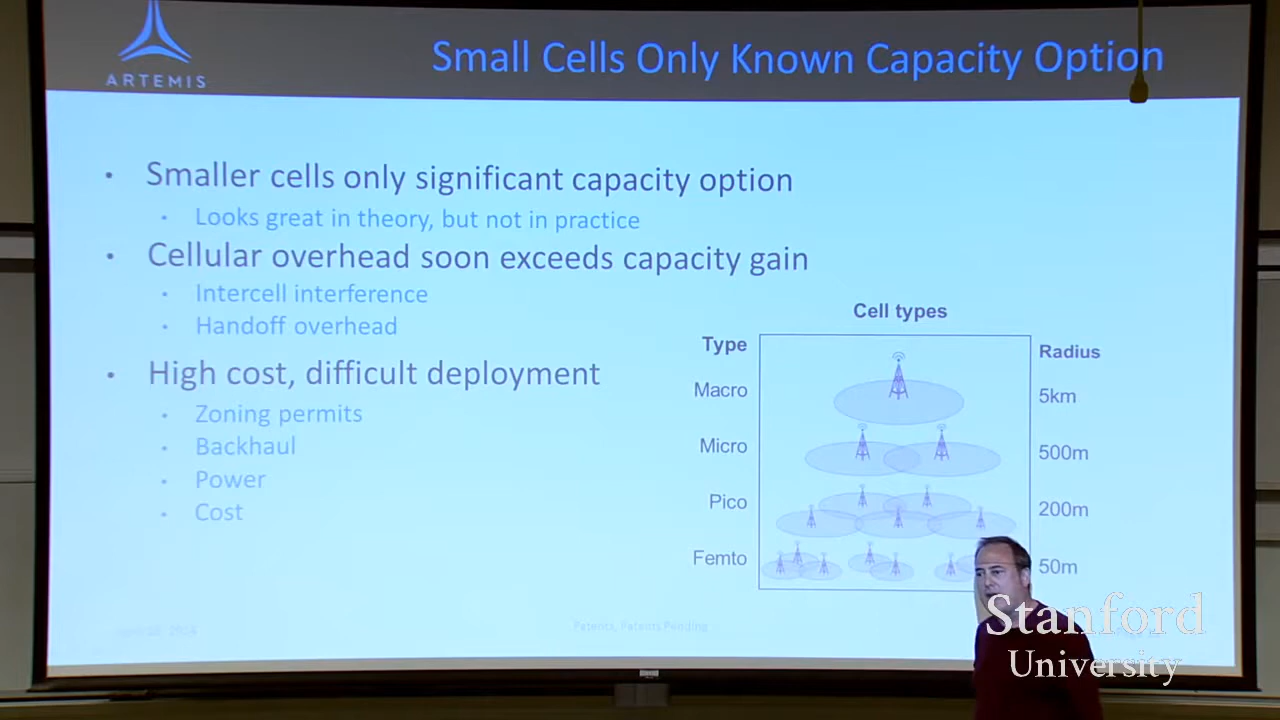 ARTEMIS
Small Cells Only Known Capacity Option
• Smaller cells only significant capacity option
• Looks great in theory, but not in practice
• Cellular overhead soon exceeds capacity gain
• Intercell interference
• Handoff overhead
• High cost, difficult deployment
• Zoning permits
• Backhaul
• Power
• Cost
Cell types
Type
Radius
Macro
5km
Micro
500m
Pico
200m
Femto
50m
Patents, Patents Pending
Stanford
University